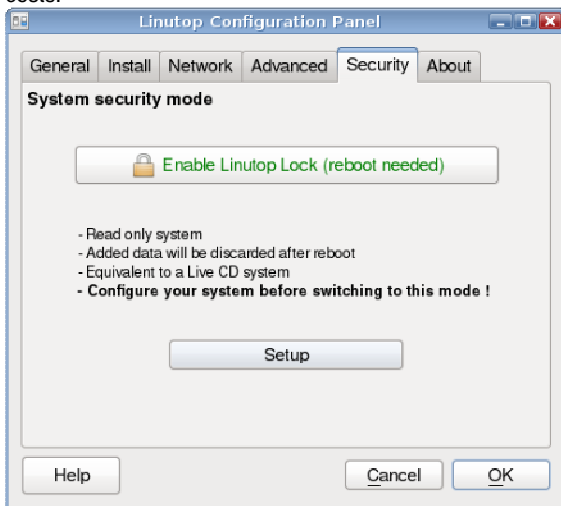 costs.
Linutop Configuration Panel
General Install Network Advanced Security About
System security mode
Enable Linutop Lock (reboot needed)
- Read only system
- Added data will be discarded after reboot
- Equivalent to a Live CD system
- Configure your system before switching to this mode !
Setup
Help Cancel OK